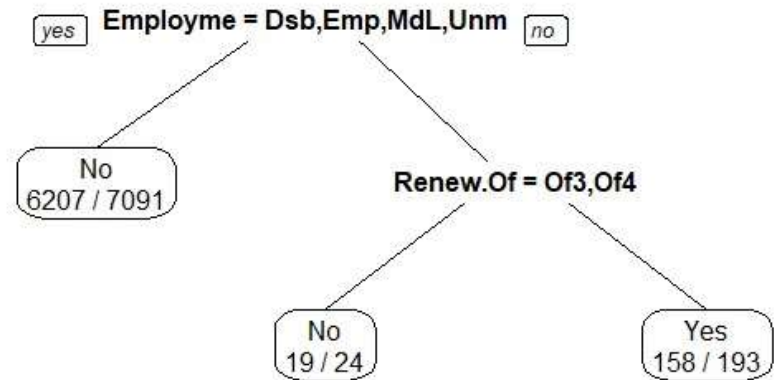 yes Employme = Dsb,Emp,MdL,Unm no
No
6207 / 7091
Renew.Of = Of3,Of4
No
19 / 24
Yes
158 / 193